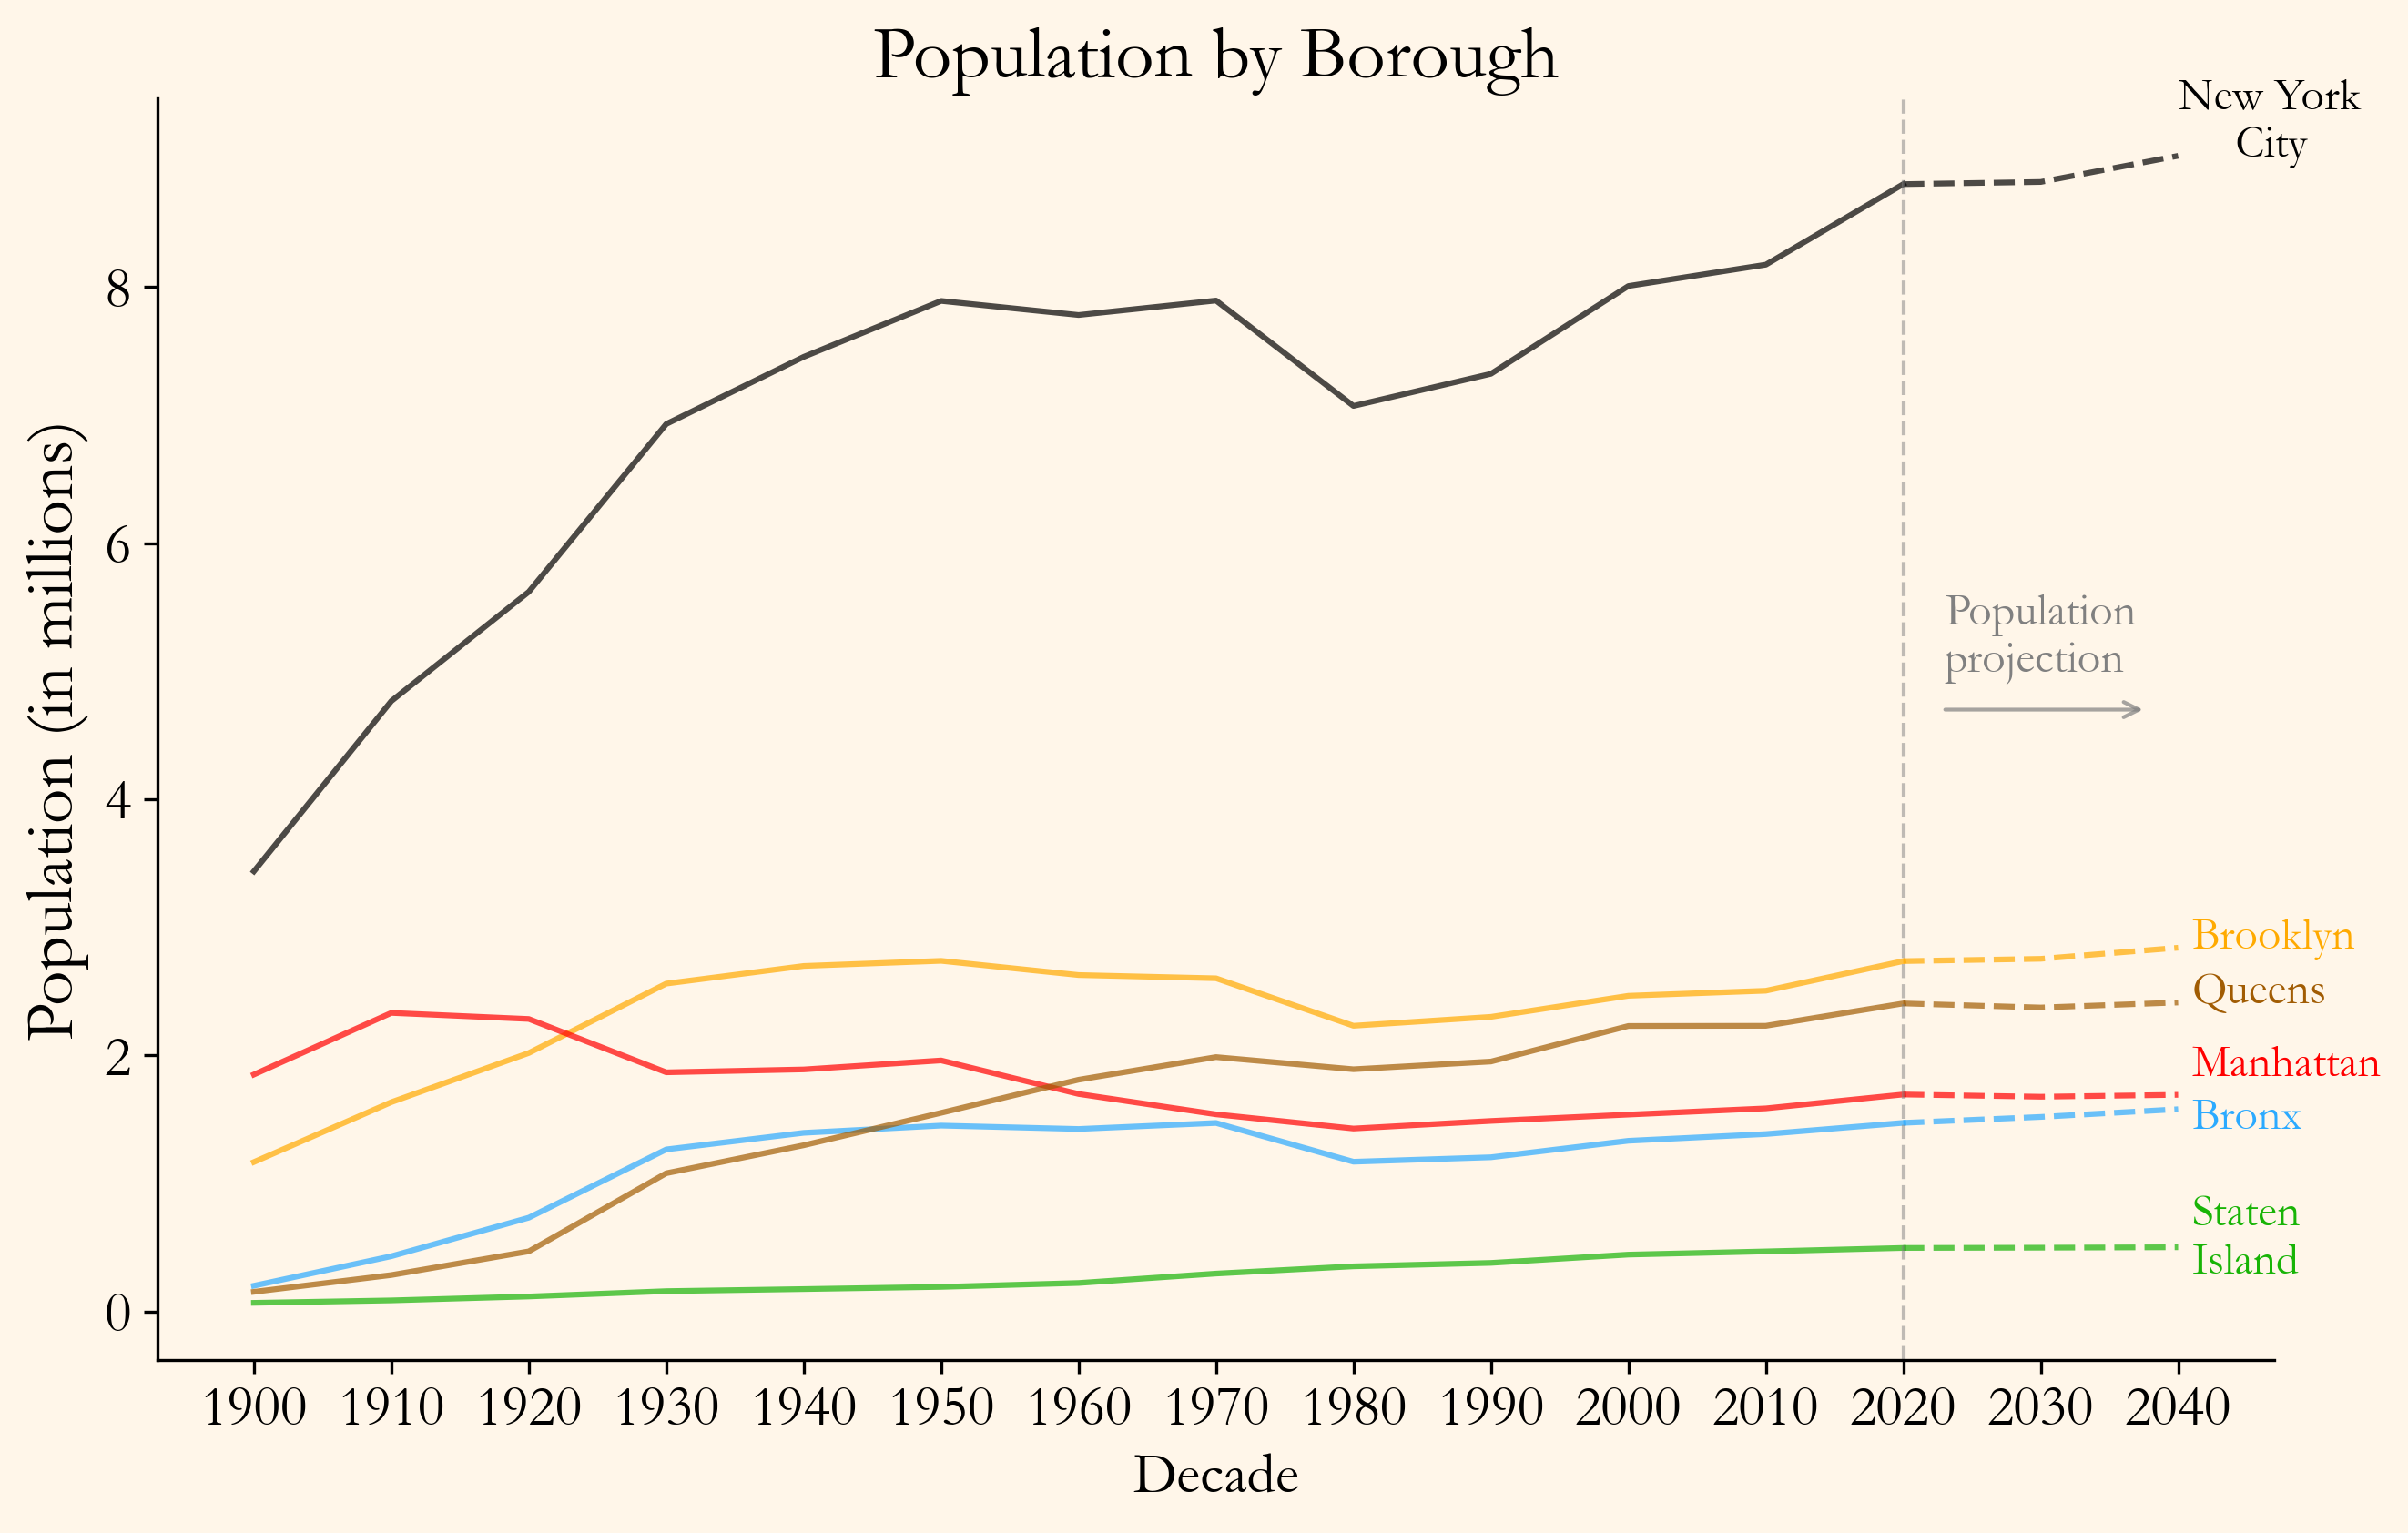 Population by Borough
New York
City
Population (in millions)
8
6
4
2
0
Population
projection
Brooklyn
Queens
Manhattan
Bronx
Staten
Island
1900 1910 1920 1930 1940 1950 1960 1970 1980 1990 2000 2010 2020 2030 2040
Decade